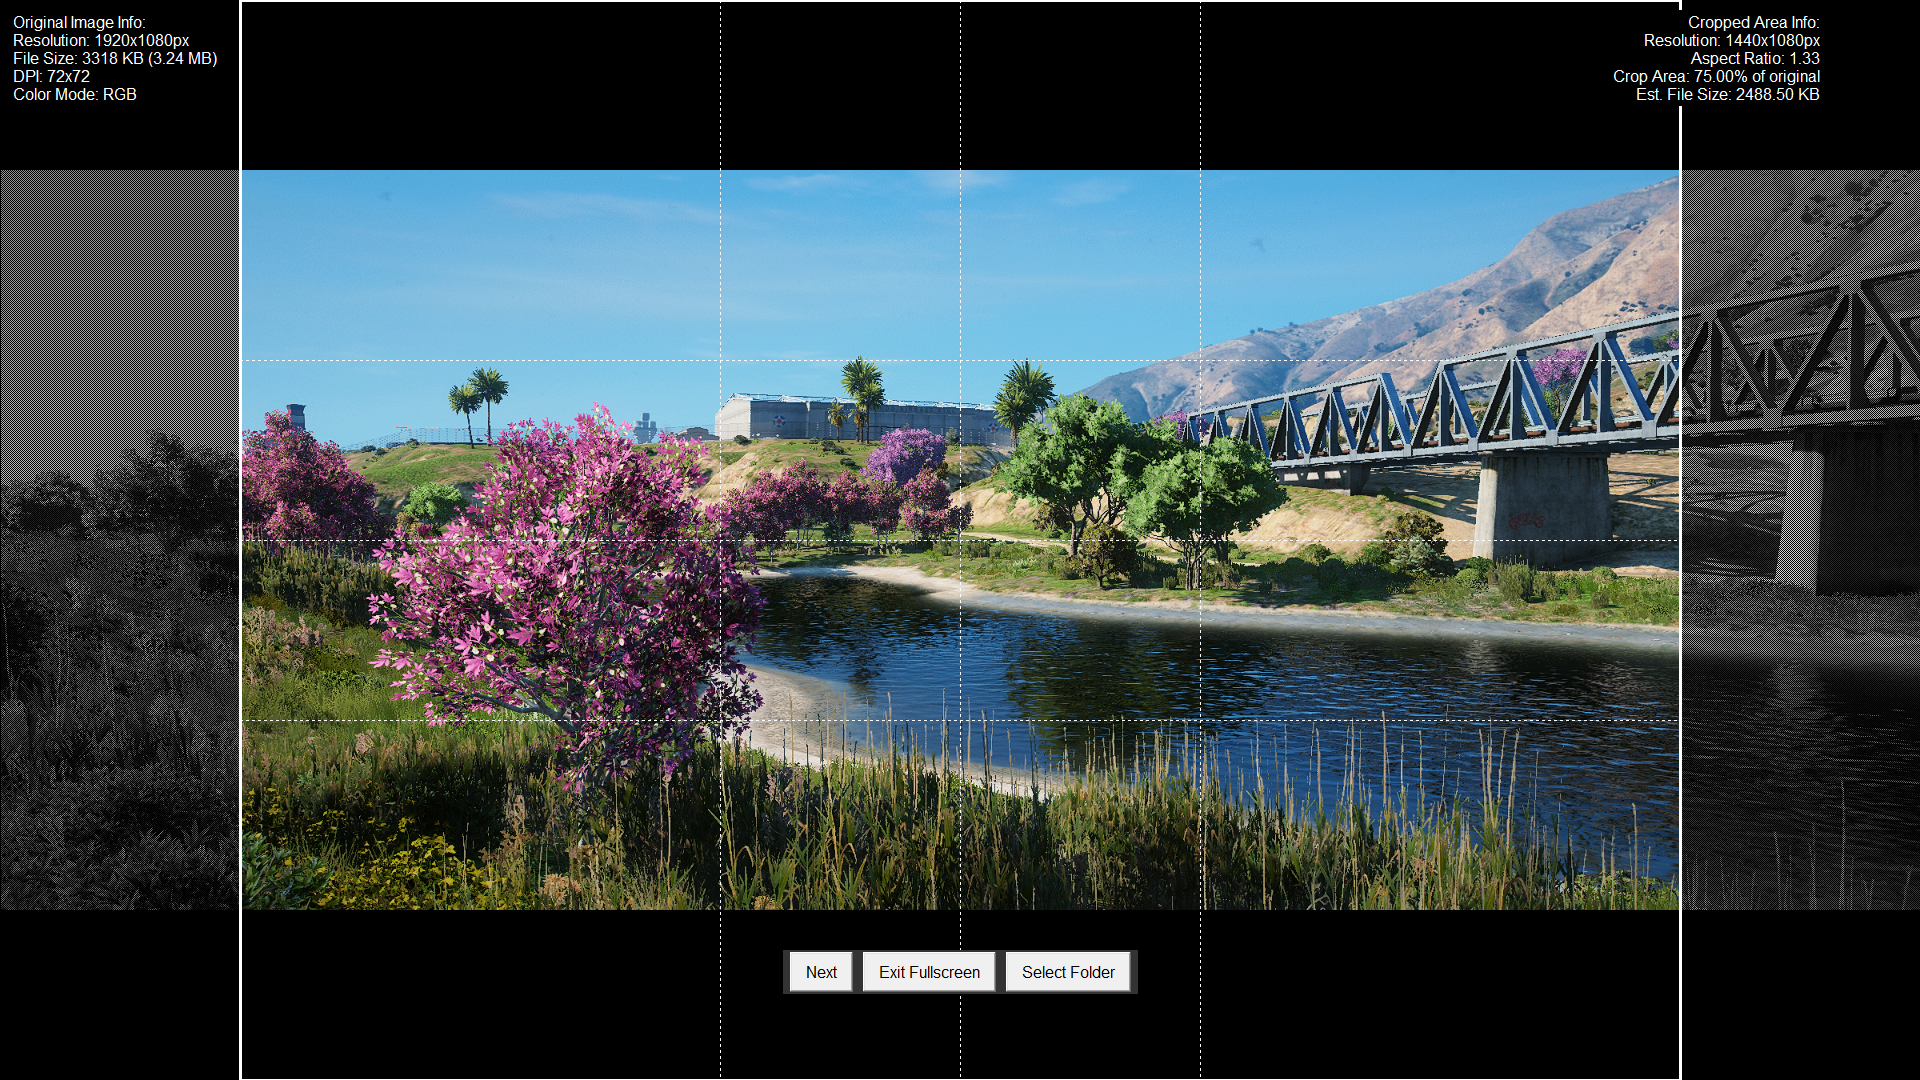 Original Image Info:
Resolution: 1920x1080px
File Size: 3318 KB (3.24 MB)
DPI: 72x72
Color Mode: RGB
Cropped Area Info:
Resolution: 1440x1080px
Aspect Ratio: 1.33
Crop Area: 75.00% of original
Est. File Size: 2488.50 KB
Next
Exit Fullscreen
Select Folder